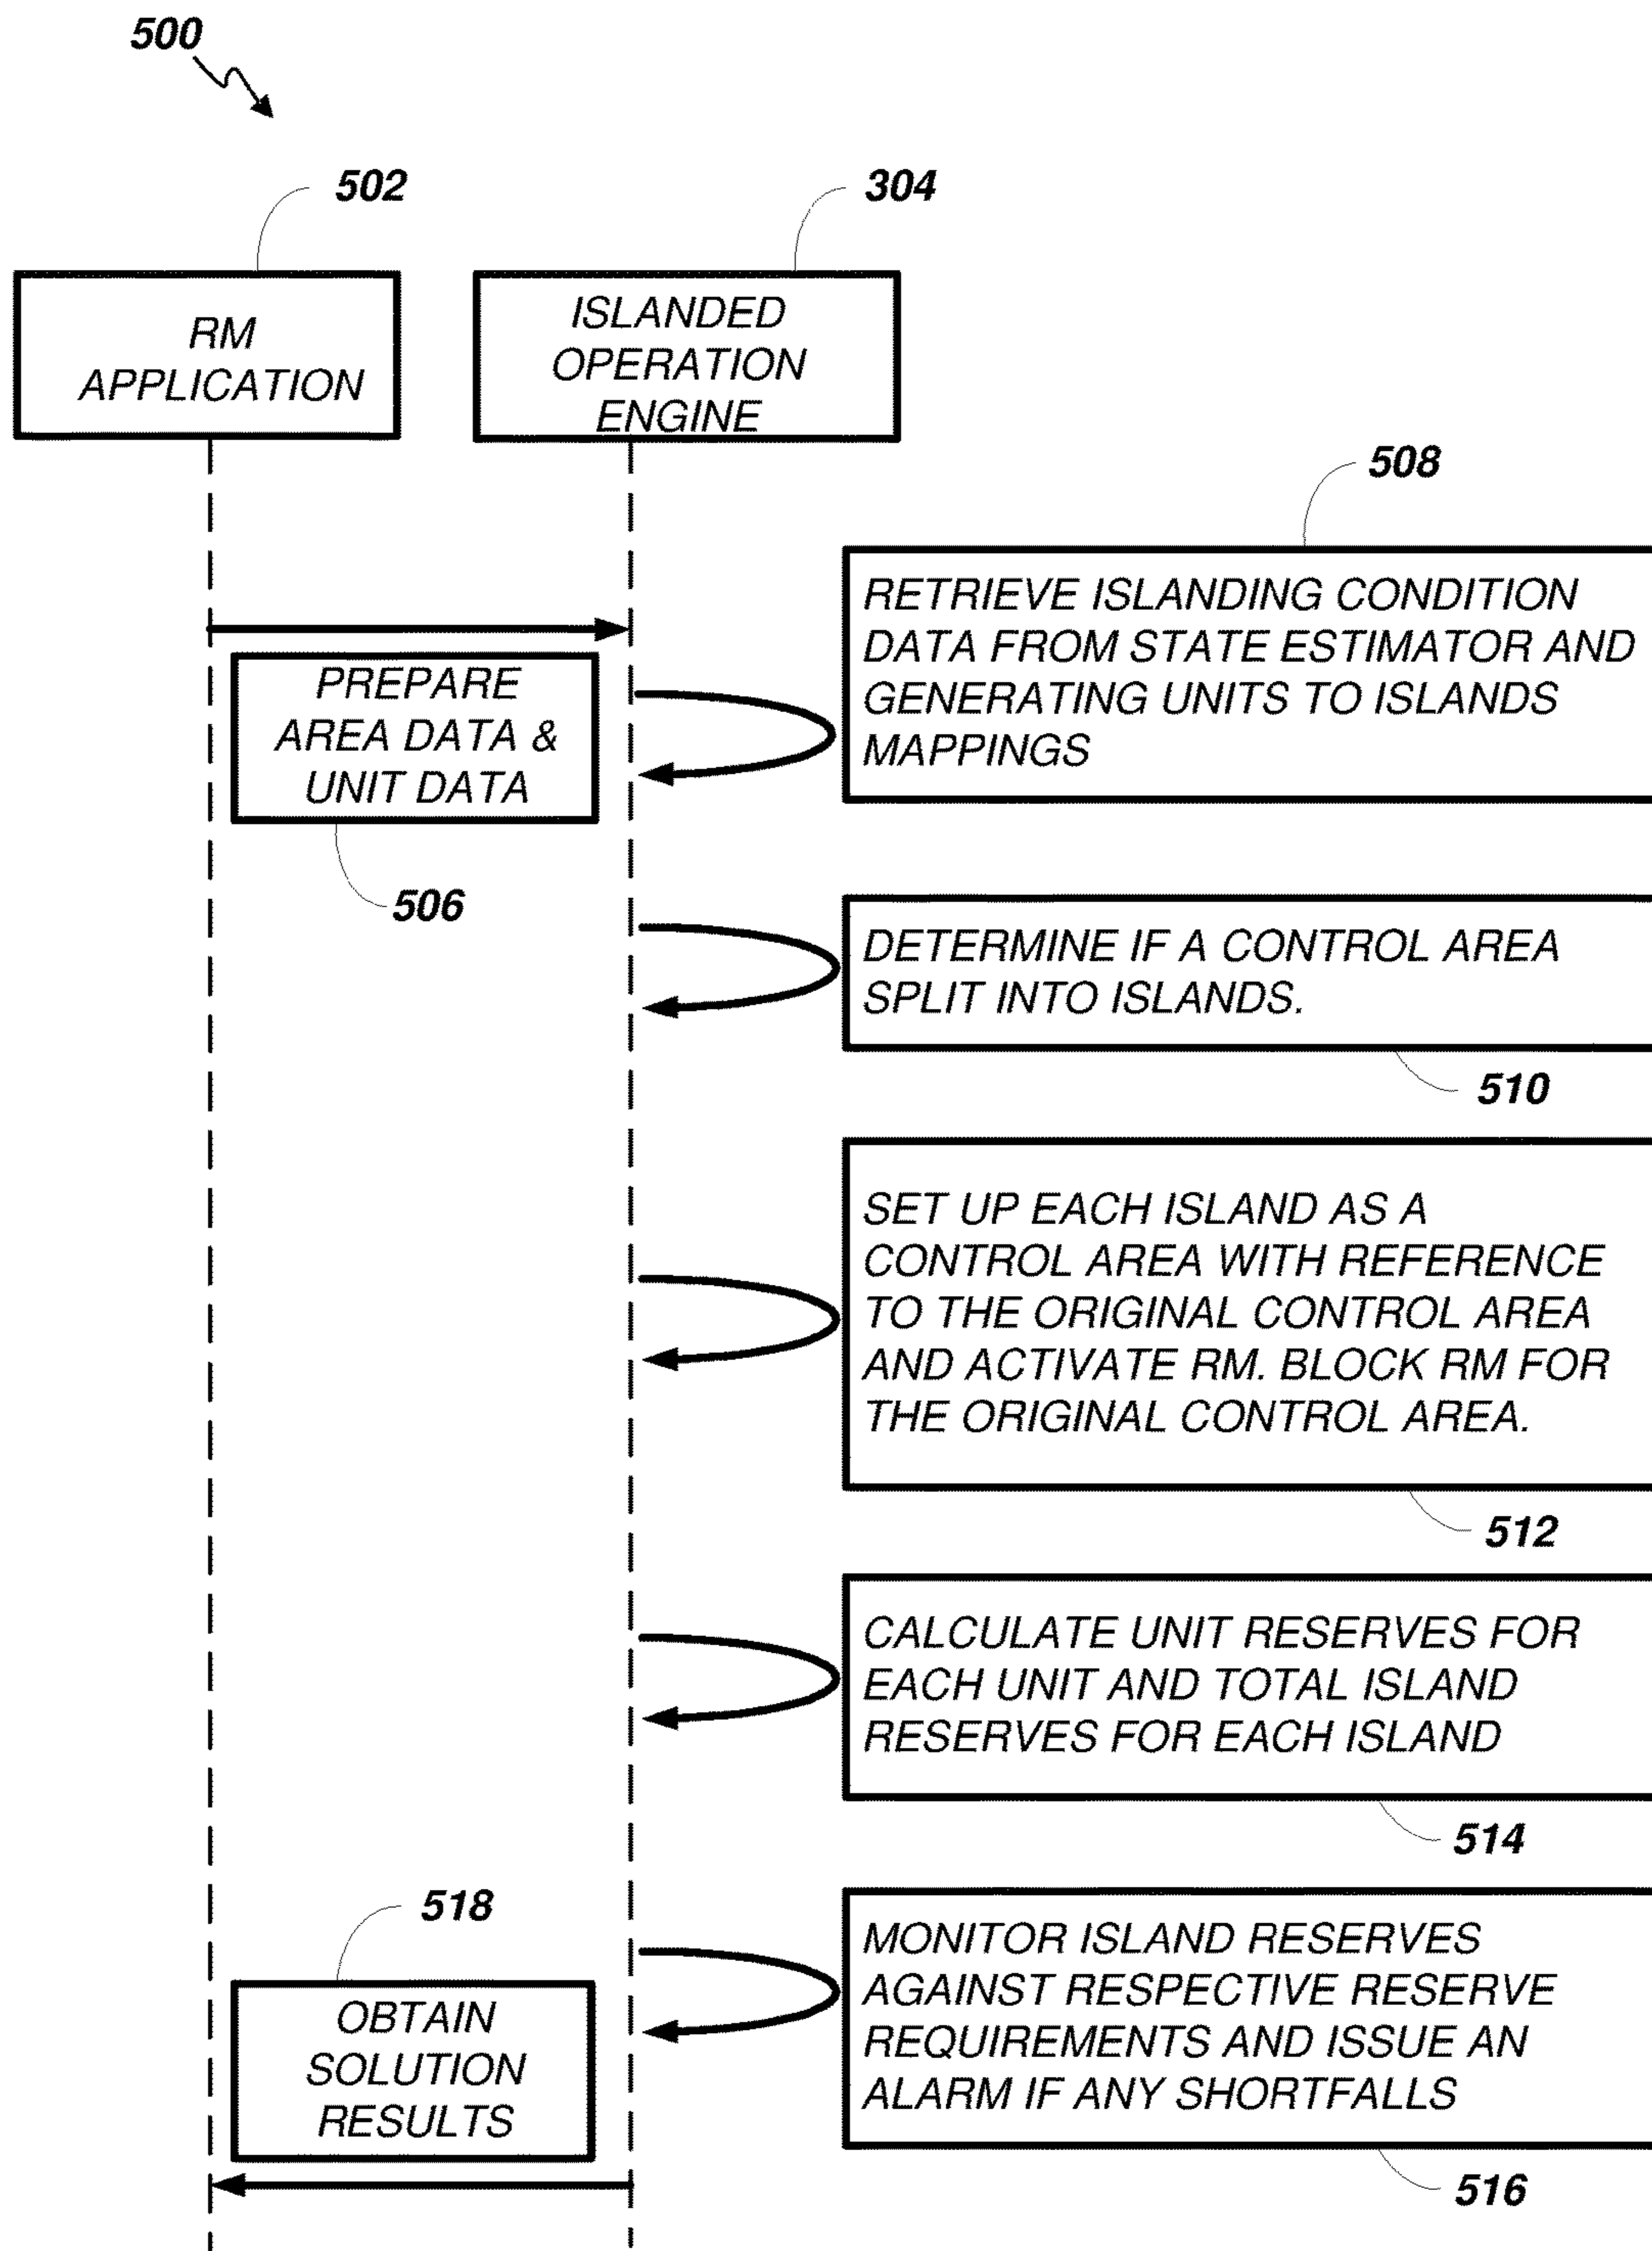 500
502
304
RM
APPLICATION
ISLANDED
OPERATION
ENGINE
508
RETRIEVE ISLANDING CONDITION
DATA FROM STATE ESTIMATOR AND
GENERATING UNITS TO ISLANDS
MAPPINGS
PREPARE
AREA DATA &
UNIT DATA
506
DETERMINE IF A CONTROL AREA
SPLIT INTO ISLANDS.
510
SET UP EACH ISLAND AS A
CONTROL AREA WITH REFERENCE
TO THE ORIGINAL CONTROL AREA
AND ACTIVATE RM. BLOCK RM FOR
THE ORIGINAL CONTROL AREA.
512
CALCULATE UNIT RESERVES FOR
EACH UNIT AND TOTAL ISLAND
RESERVES FOR EACH ISLAND
514
518
MONITOR ISLAND RESERVES
AGAINST RESPECTIVE RESERVE
REQUIREMENTS AND ISSUE AN
ALARM IF ANY SHORTFALLS
OBTAIN
SOLUTION
RESULTS
516